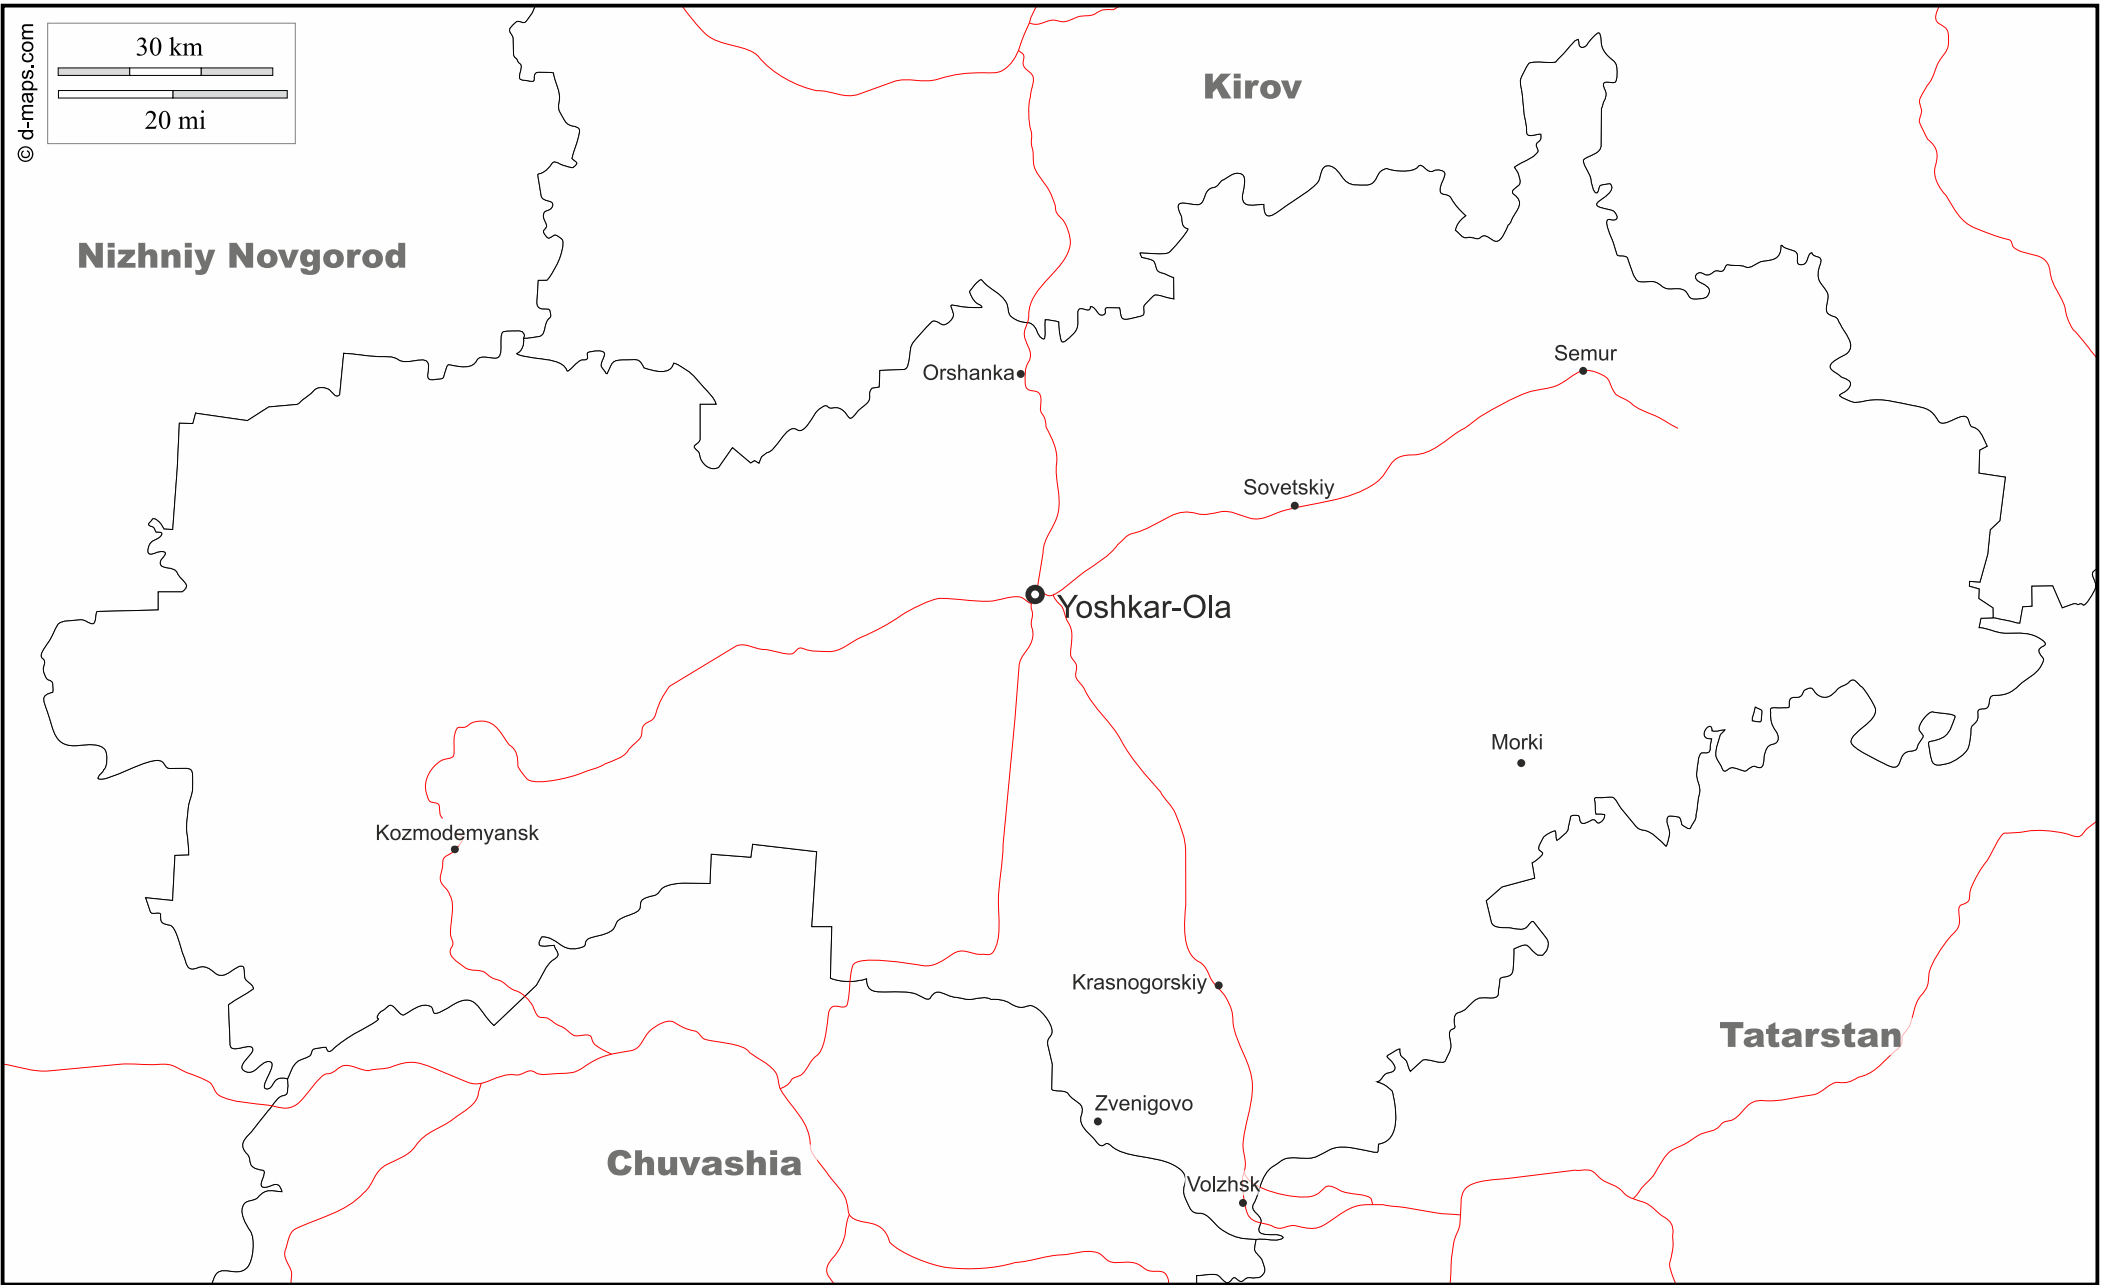 © d-maps.com
30 km
20 mi
Kirov
Nizhniy Novgorod
Semur
Orshanka
Sovetskiy
Yoshkar-Ola
Morki
Kozmodemyansk
Krasnogorskiy
Tatarstan
Zvenigovo
Chuvashia
Volzhsk